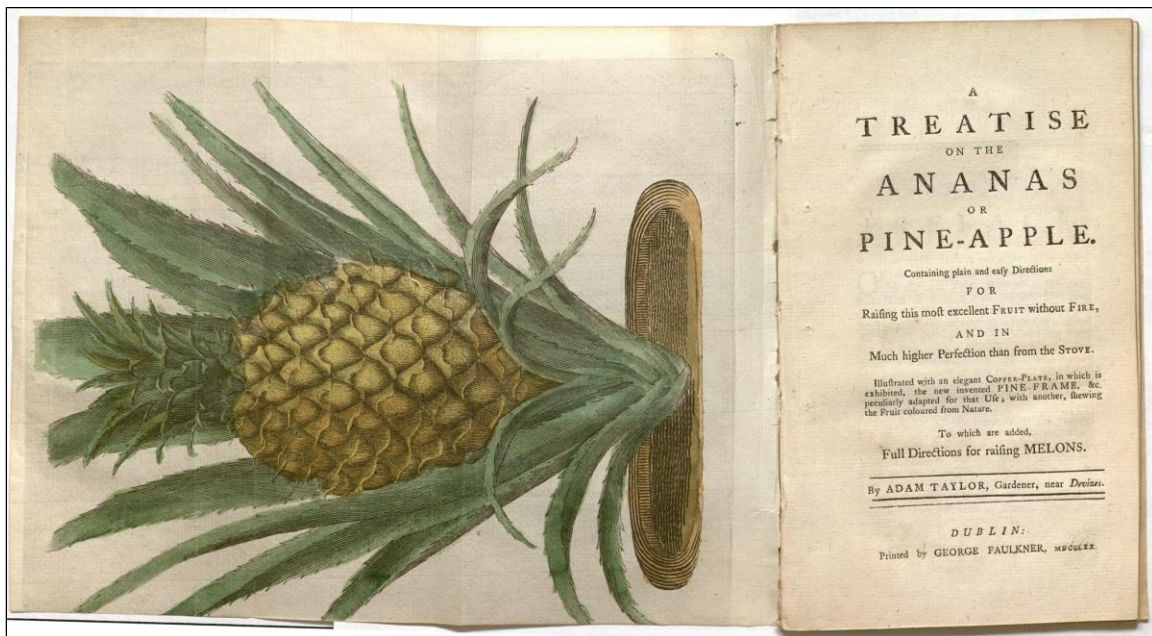 A
TREATISE
ON THE
ANANAS
OR
PINE-APPLE.
Containing plain and eaſy Directions
FOR
Raiſing this moſt excellent FRUIT without FIRE,
AND IN
Much higher Perfection than from the STOVE.
Illuſtrated with an elegant COPPER-PLATE, in which is
exhibited, the new invented PINE-FRAME, &c.
peculiarly adapted for that Uſe; with another, ſhewing
the Fruit coloured from Nature.
To which are added,
Full Directions for raiſing MELONS.
By ADAM TAYLOR, Gardener, near Devizes.
DUBLIN:
Printed by GEORGE FAULKNER, MDCCLXX.